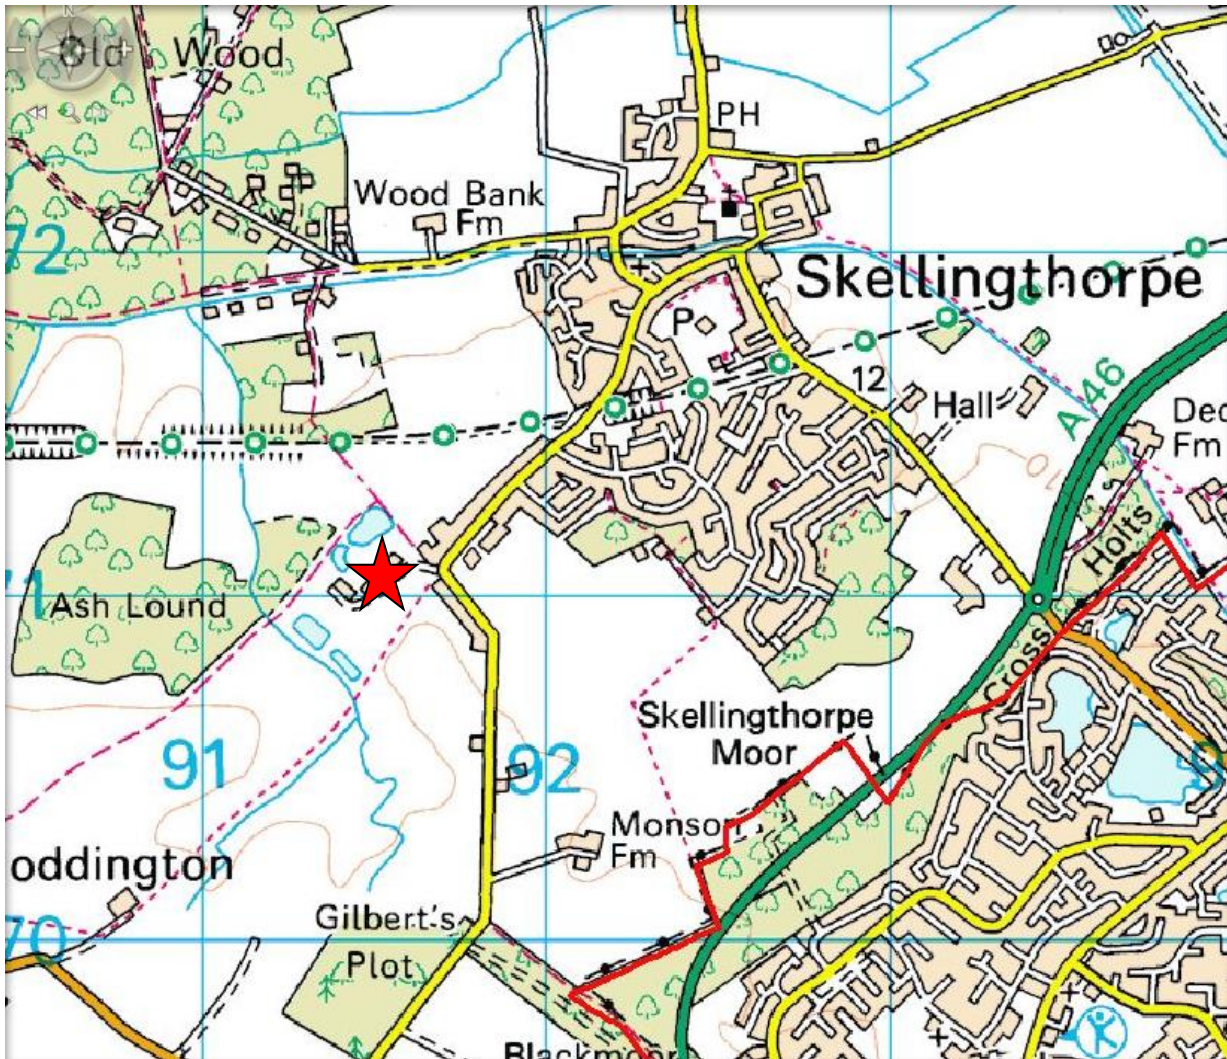 N
Old Wood
PH
Wood Bank
Fm
72
Skellingthorpe
P
12
Hall
A 46
Fm
Holts
71
Ash Lound
Cross
Skellingthorpe
Moor
91
92
Monson
Fm
oddington
Gilbert's
Plot
70
Blackmoor